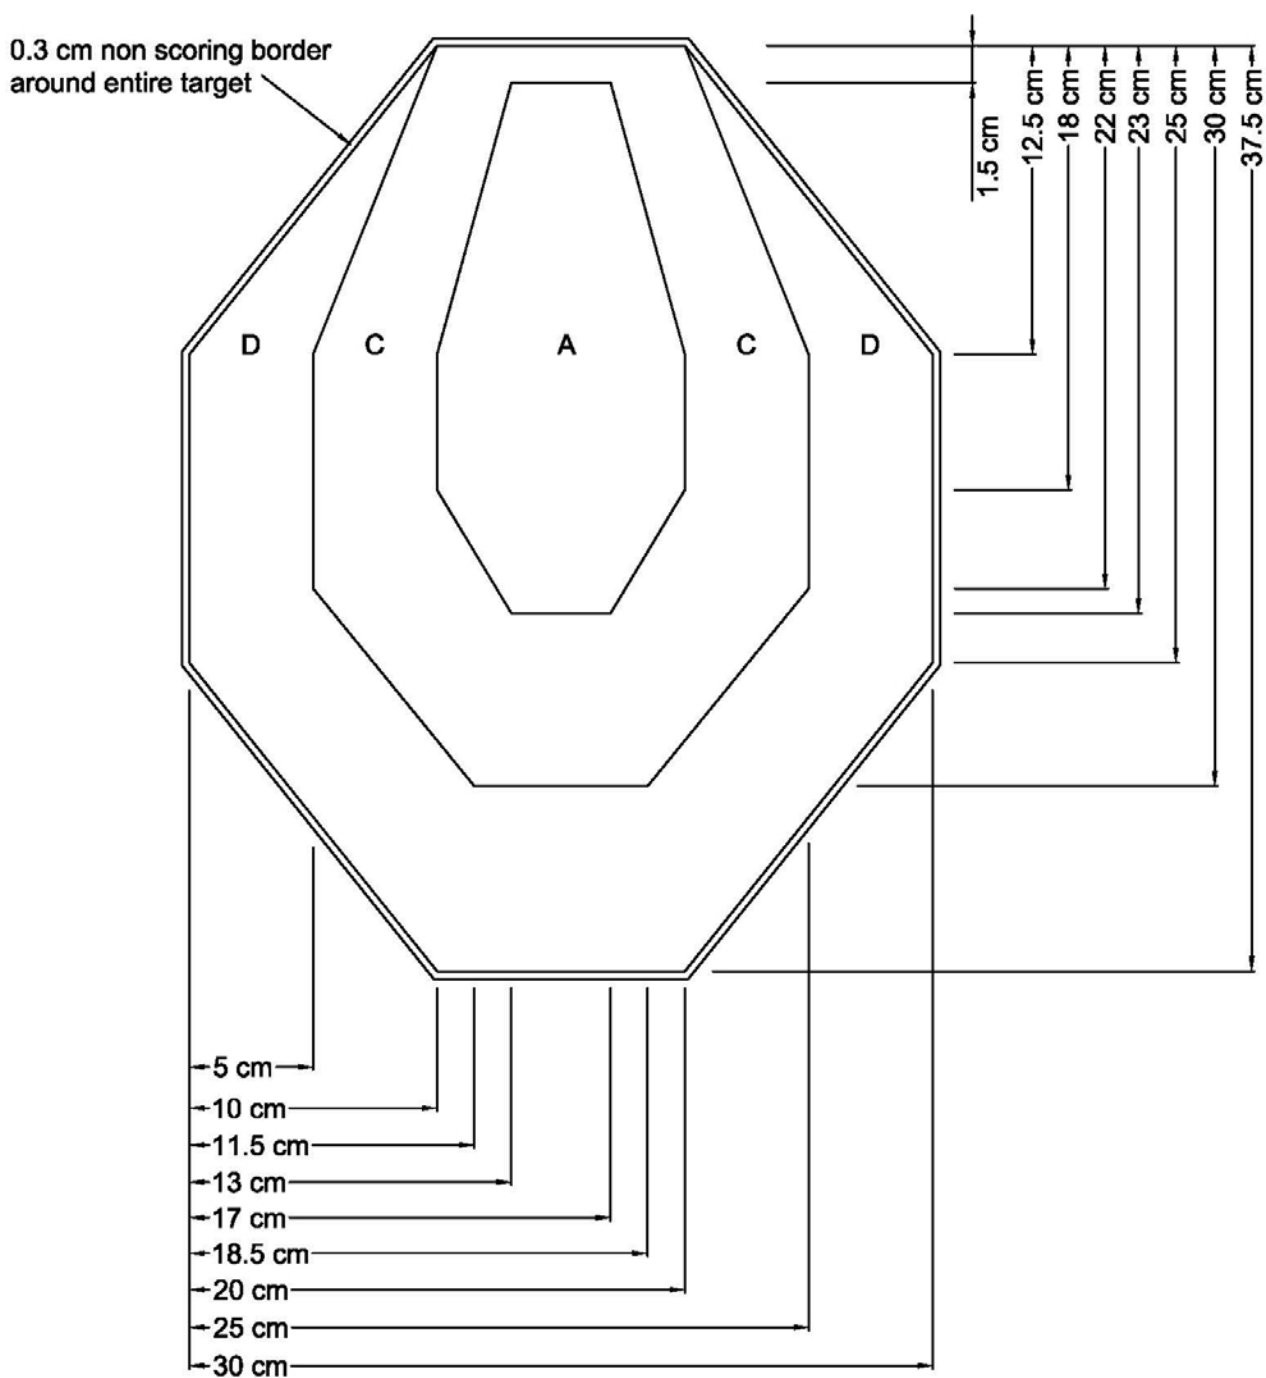 0.3 cm non scoring border
around entire target
1.5 cm
12.5 cm
18 cm
22 cm
23 cm
25 cm
30 cm
37.5 cm
D C A C D
5 cm
10 cm
11.5 cm
13 cm
17 cm
18.5 cm
20 cm
25 cm
30 cm